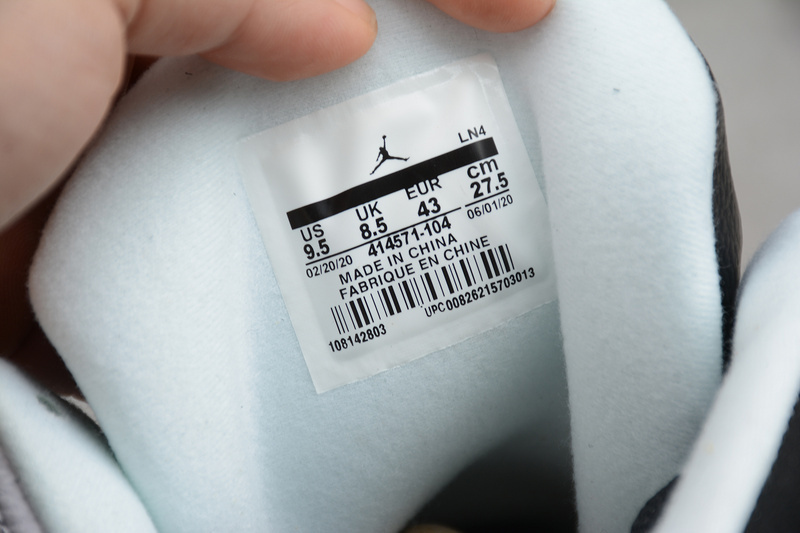 LN4
US UK EUR cm
9.5 8.5 43 27.5
02/20/20 414571-104 06/01/20
MADE IN CHINA
FABRIQUE EN CHINE
108142803 UPC00826215703013